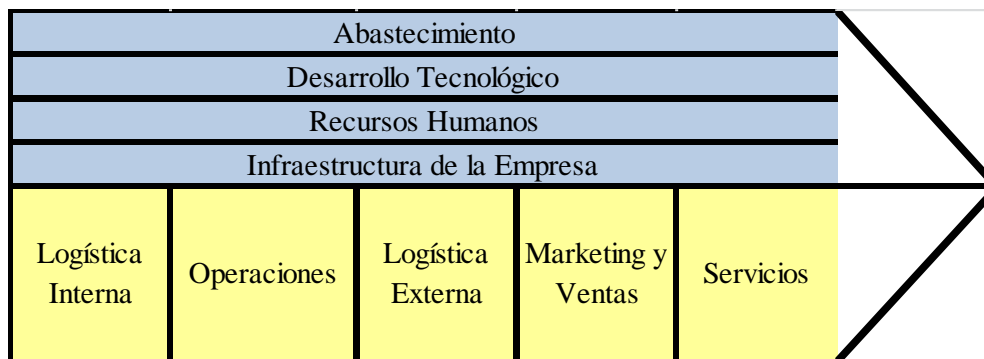 Abastecimiento
Desarrollo Tecnológico
Recursos Humanos
Infraestructura de la Empresa
Logística
Interna
Operaciones
Logística
Externa
Marketing y
Ventas
Servicios